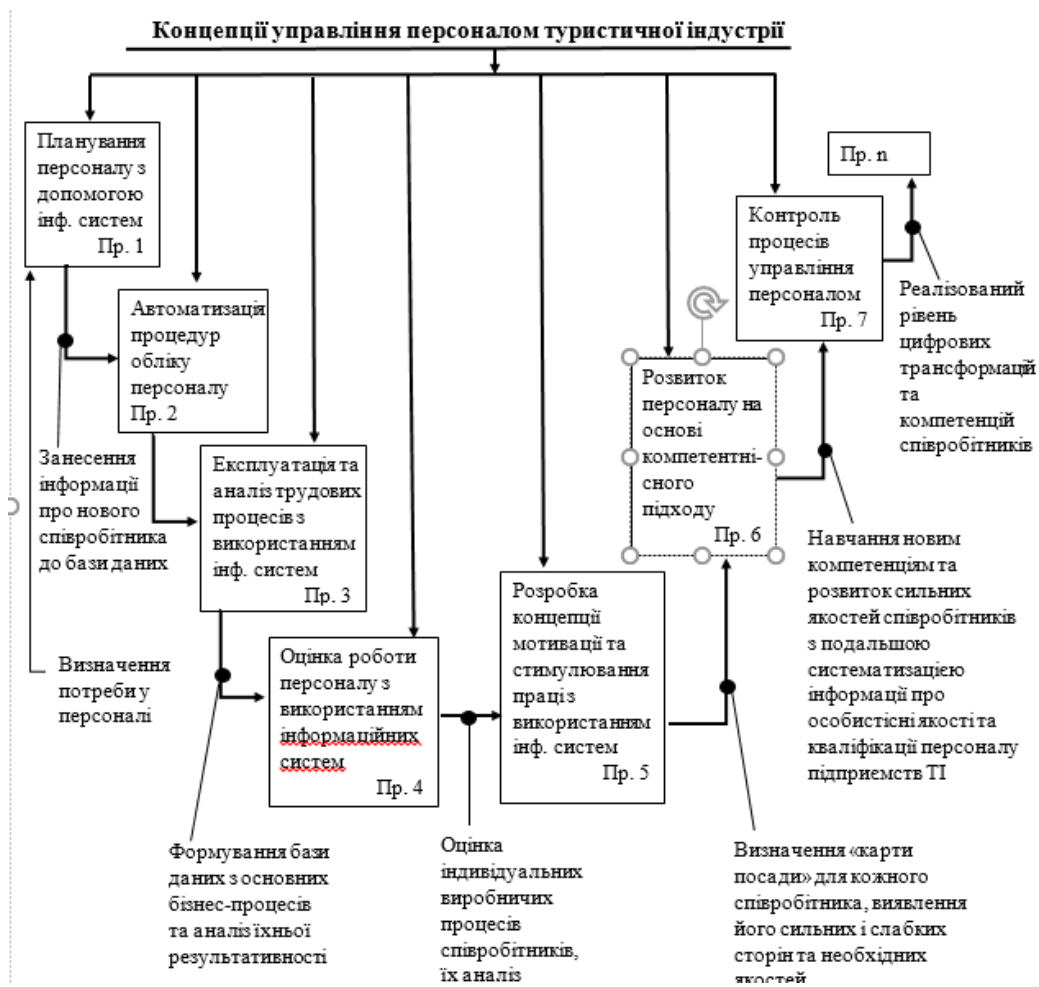 Концепції управління персоналом туристичної індустрії
Планування
персоналу з
допомогою
інф. систем
Пр. 1
Автоматизація
процедур
обліку
персоналу
Пр. 2
Експлуатація та
аналіз трудових
процесів з
використанням
інф. систем
Пр. 3
Оцінка роботи
персоналу з
використанням
інформаційних
систем
Пр. 4
Розробка
концепції
мотивації та
стимулювання
праці з
використанням
інф. систем
Пр. 5
Розвиток
персоналу на
основі
компетентні-
сного
підходу
Пр. 6
Контроль
процесів
управління
персоналом
Пр. 7
Пр. n
Занесення
інформації
про нового
співробітника
до бази даних
Визначення
потреби у
персоналі
Формування бази
даних з основних
бізнес-процесів
та аналіз їхньої
результативності
Оцінка
індивідуальних
виробничих
процесів
співробітників,
їх аналіз
Визначення «карти
посади» для кожного
співробітника, виявлення
його сильних і слабких
сторін та необхідних
якостей
Навчання новим
компетенціям та
розвиток сильних
якостей співробітників
з подальшою
систематизацією
інформації про
особистісні якості та
кваліфікації персоналу
підприємств ТІ
Реалізований
рівень
цифрових
трансформацій
та
компетенцій
співробітників